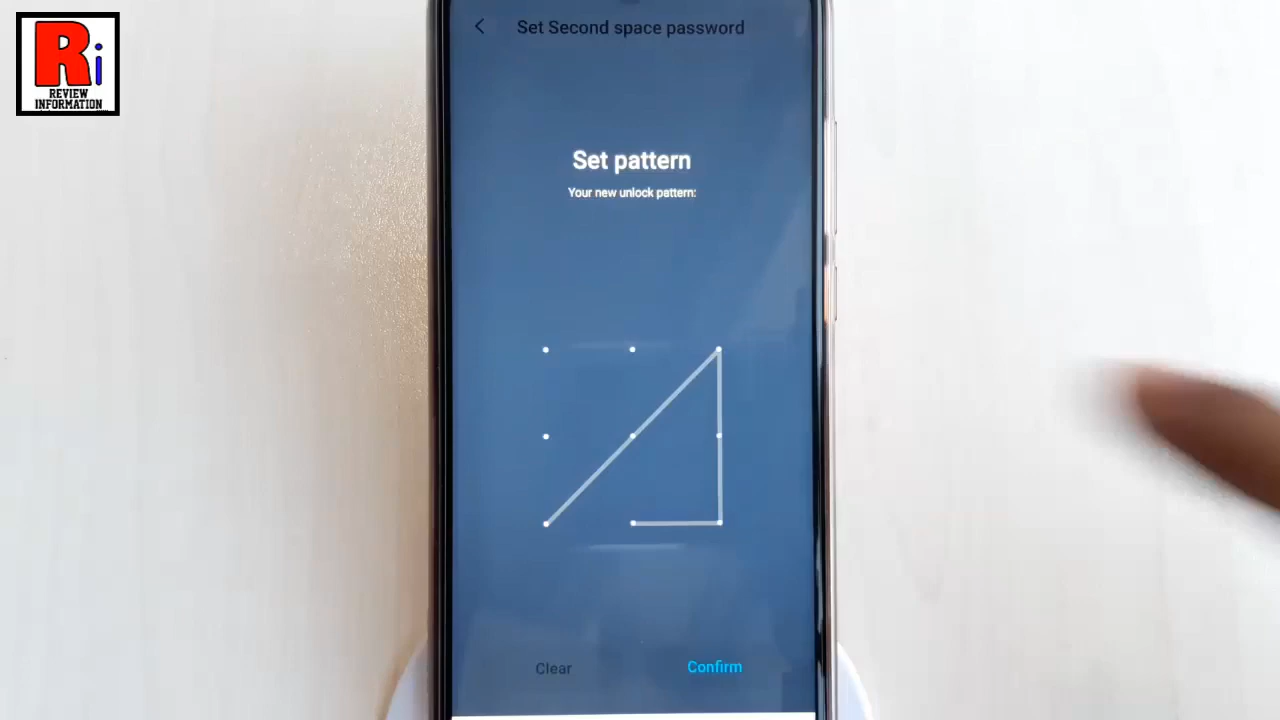 Ri
REVIEW
INFORMATION
Set Second space password
Set pattern
Your new unlock pattern:
Clear
Confirm